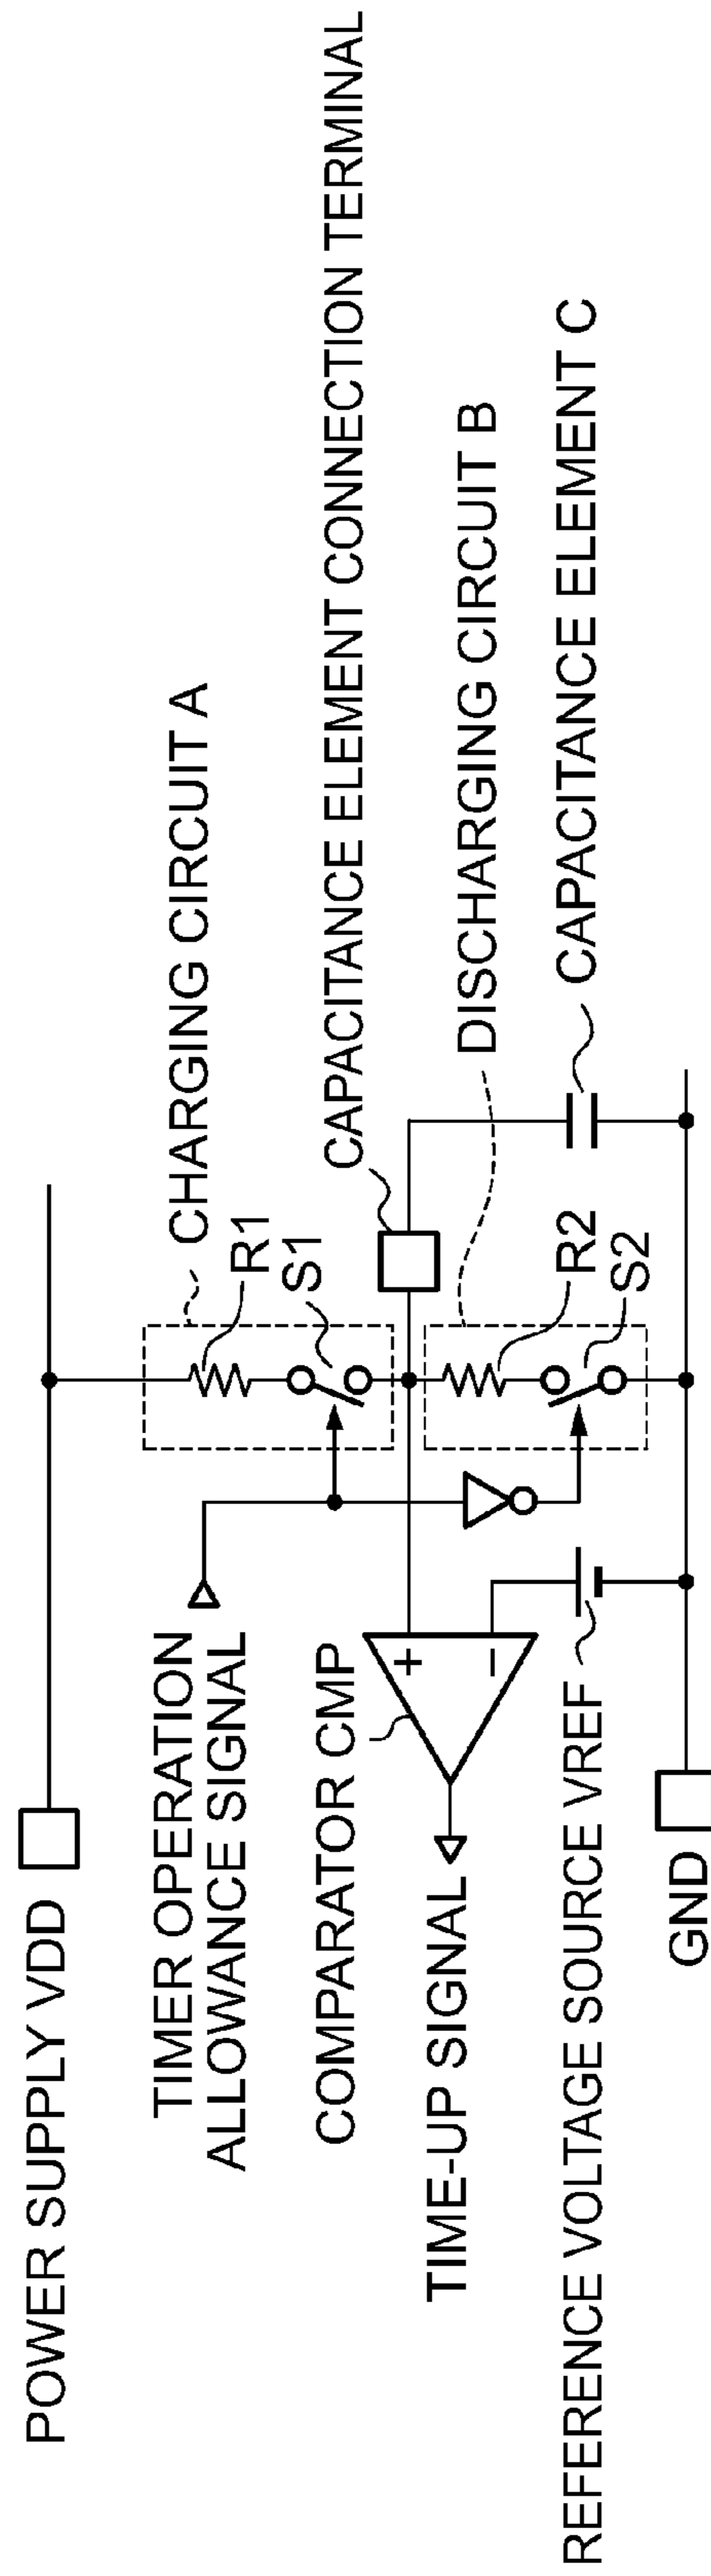 POWER SUPPLY VDD
CHARGING CIRCUIT A
R1
S1
TIMER OPERATION
ALLOWANCE SIGNAL
CAPACITANCE ELEMENT CONNECTION TERMINAL
COMPARATOR CMP
+
−
TIME-UP SIGNAL
DISCHARGING CIRCUIT B
R2
S2
CAPACITANCE ELEMENT C
REFERENCE VOLTAGE SOURCE VREF
GND